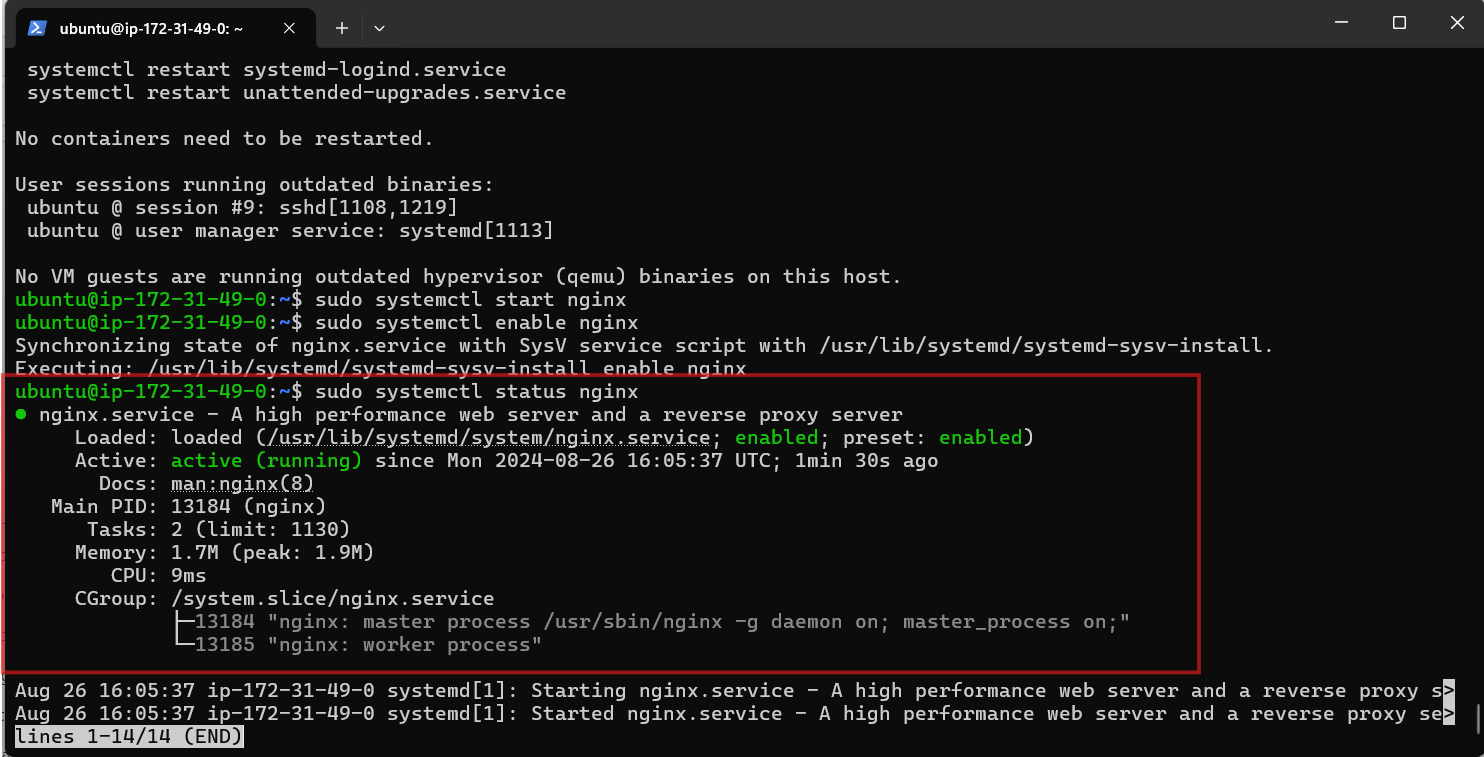 ubuntu@ip-172-31-49-0: ~
systemctl restart systemd-logind.service
systemctl restart unattended-upgrades.service
No containers need to be restarted.
User sessions running outdated binaries:
ubuntu @ session #9: sshd[1108,1219]
ubuntu @ user manager service: systemd[1113]
No VM guests are running outdated hypervisor (qemu) binaries on this host.
ubuntu@ip-172-31-49-0:~$ sudo systemctl start nginx
ubuntu@ip-172-31-49-0:~$ sudo systemctl enable nginx
Synchronizing state of nginx.service with SysV service script with /usr/lib/systemd/systemd-sysv-install.
Executing: /usr/lib/systemd/systemd-sysv-install enable nginx
ubuntu@ip-172-31-49-0:~$ sudo systemctl status nginx
● nginx.service - A high performance web server and a reverse proxy server
Loaded: loaded (/usr/lib/systemd/system/nginx.service; enabled; preset: enabled)
Active: active (running) since Mon 2024-08-26 16:05:37 UTC; 1min 30s ago
Docs: man:nginx(8)
Main PID: 13184 (nginx)
Tasks: 2 (limit: 1130)
Memory: 1.7M (peak: 1.9M)
CPU: 9ms
CGroup: /system.slice/nginx.service
├─13184 "nginx: master process /usr/sbin/nginx -g daemon on; master_process on;"
└─13185 "nginx: worker process"
Aug 26 16:05:37 ip-172-31-49-0 systemd[1]: Starting nginx.service - A high performance web server and a reverse proxy s>
Aug 26 16:05:37 ip-172-31-49-0 systemd[1]: Started nginx.service - A high performance web server and a reverse proxy se>
lines 1-14/14 (END)